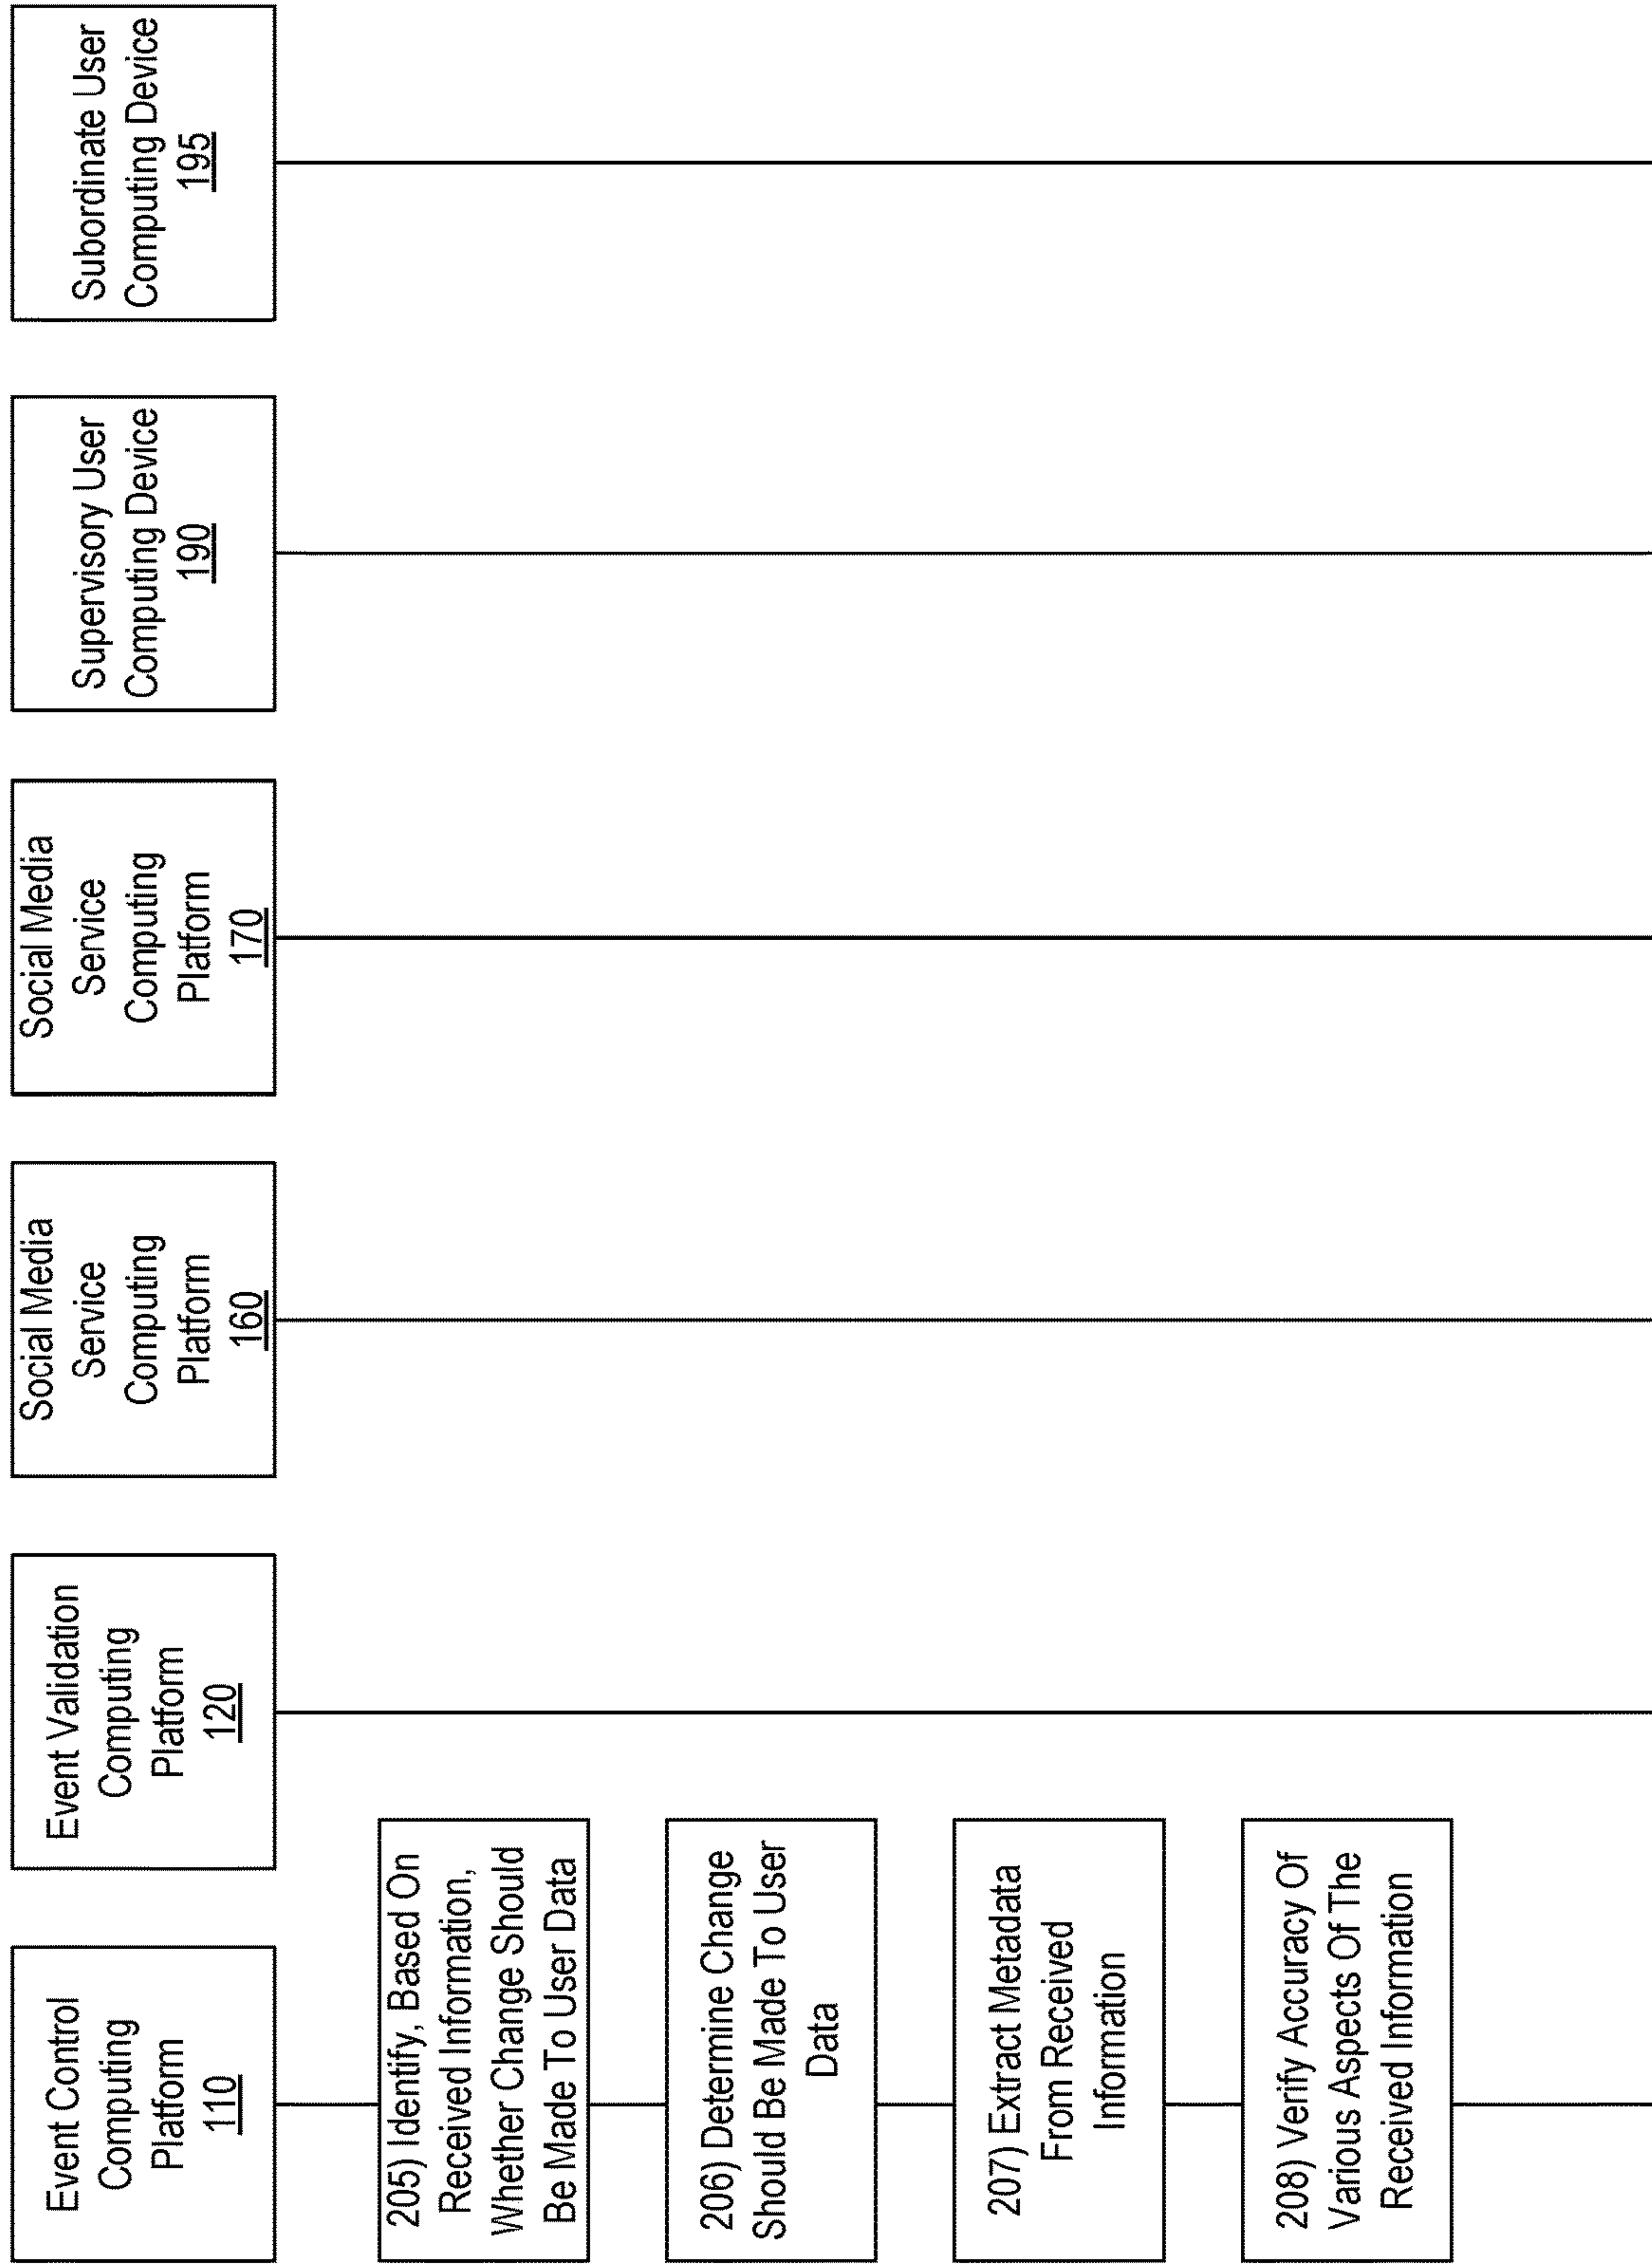 Event Control
Computing
Platform
110
Event Validation
Computing
Platform
120
Social Media
Service
Computing
Platform
160
Social Media
Service
Computing
Platform
170
Supervisory User
Computing Device
190
Subordinate User
Computing Device
195
205) Identify, Based On
Received Information,
Whether Change Should
Be Made To User Data
206) Determine Change
Should Be Made To User
Data
207) Extract Metadata
From Received
Information
208) Verify Accuracy Of
Various Aspects Of The
Received Information